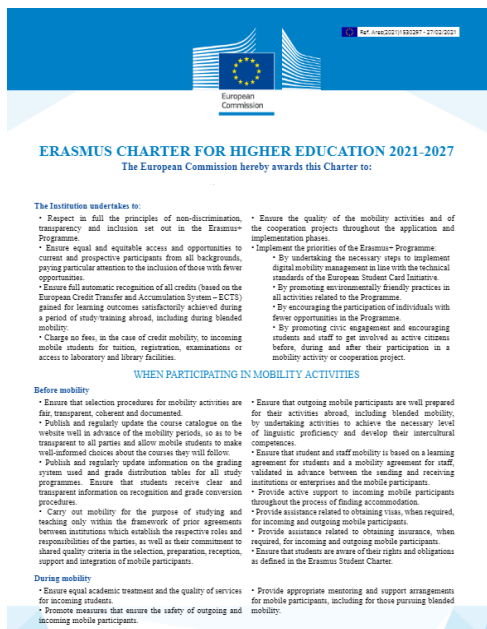 Ref. Ares(2021)1530297 - 27/02/2021
European
Commission
ERASMUS CHARTER FOR HIGHER EDUCATION 2021-2027
The European Commission hereby awards this Charter to:
The Institution undertakes to:
• Respect in full the principles of non-discrimination,
transparency and inclusion set out in the Erasmus+
Programme.
• Ensure equal and equitable access and opportunities to
current and prospective participants from all backgrounds,
paying particular attention to the inclusion of those with fewer
opportunities.
• Ensure full automatic recognition of all credits (based on the
European Credit Transfer and Accumulation System – ECTS)
gained for learning outcomes satisfactorily achieved during
a period of study/training abroad, including during blended
mobility.
• Charge no fees, in the case of credit mobility, to incoming
mobile students for tuition, registration, examinations or
access to laboratory and library facilities.
• Ensure the quality of the mobility activities and of
the cooperation projects throughout the application and
implementation phases.
• Implement the priorities of the Erasmus+ Programme:
• By undertaking the necessary steps to implement
digital mobility management in line with the technical
standards of the European Student Card Initiative.
• By promoting environmentally friendly practices in
all activities related to the Programme.
• By encouraging the participation of individuals with
fewer opportunities in the Programme.
• By promoting civic engagement and encouraging
students and staff to get involved as active citizens
before, during and after their participation in a
mobility activity or cooperation project.
WHEN PARTICIPATING IN MOBILITY ACTIVITIES
Before mobility
• Ensure that selection procedures for mobility activities are
fair, transparent, coherent and documented.
• Publish and regularly update the course catalogue on the
website well in advance of the mobility periods, so as to be
transparent to all parties and allow mobile students to make
well-informed choices about the courses they will follow.
• Publish and regularly update information on the grading
system used and grade distribution tables for all study
programmes. Ensure that students receive clear and
transparent information on recognition and grade conversion
procedures.
• Carry out mobility for the purpose of studying and
teaching only within the framework of prior agreements
between institutions which establish the respective roles and
responsibilities of the parties, as well as their commitment to
shared quality criteria in the selection, preparation, reception,
support and integration of mobile participants.
• Ensure that outgoing mobile participants are well prepared
for their activities abroad, including blended mobility,
by undertaking activities to achieve the necessary level
of linguistic proficiency and develop their intercultural
competences.
• Ensure that student and staff mobility is based on a learning
agreement for students and a mobility agreement for staff,
validated in advance between the sending and receiving
institutions or enterprises and the mobile participants.
• Provide active support to incoming mobile participants
throughout the process of finding accommodation.
• Provide assistance related to obtaining visas, when required,
for incoming and outgoing mobile participants.
• Provide assistance related to obtaining insurance, when
required, for incoming and outgoing mobile participants.
• Ensure that students are aware of their rights and obligations
as defined in the Erasmus Student Charter.
During mobility
• Ensure equal academic treatment and the quality of services
for incoming students.
• Promote measures that ensure the safety of outgoing and
incoming mobile participants.
• Provide appropriate mentoring and support arrangements
for mobile participants, including for those pursuing blended
mobility.